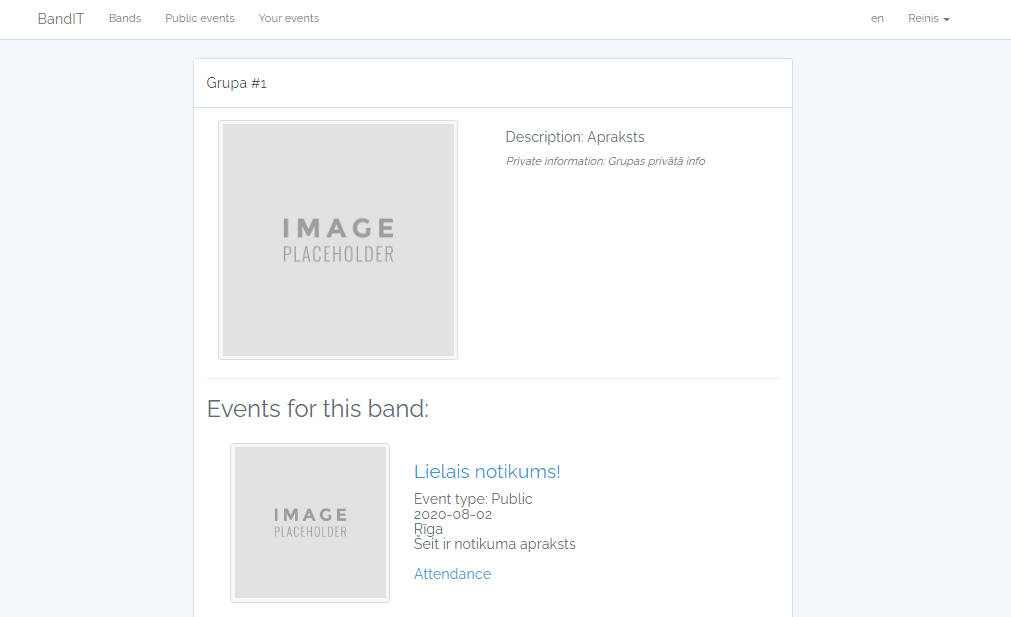 BandIT Bands Public events Your events en Reinis
Grupa #1
IMAGE
PLACEHOLDER
Description: Apraksts
Private information: Grupas privātā info
Events for this band:
IMAGE
PLACEHOLDER
Lielais notikums!
Event type: Public
2020-08-02
Rīga
Šeit ir notikuma apraksts
Attendance